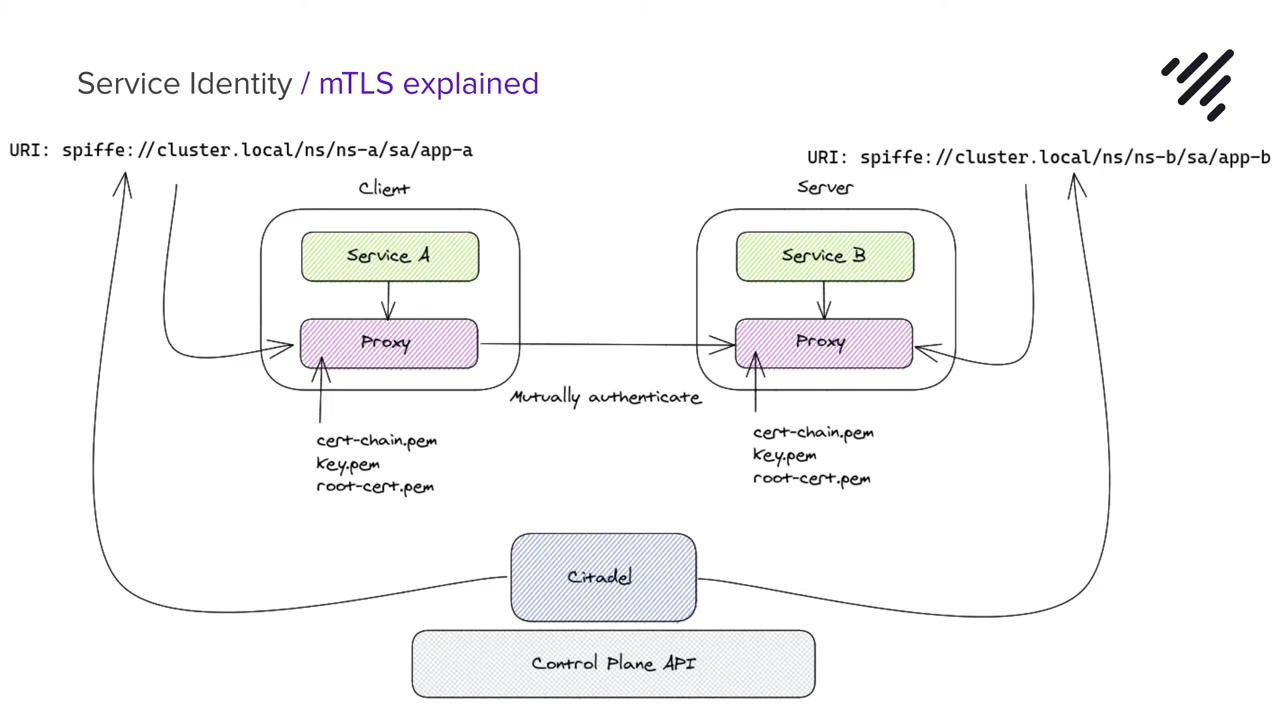 Service Identity / mTLS explained
URI: spiffe://cluster.local/ns/ns-a/sa/app-a
URI: spiffe://cluster.local/ns/ns-b/sa/app-b
Client
Server
Service A
Service B
Proxy
Proxy
Mutually authenticate
cert-chain.pem
key.pem
root-cert.pem
cert-chain.pem
key.pem
root-cert.pem
Citadel
Control Plane API